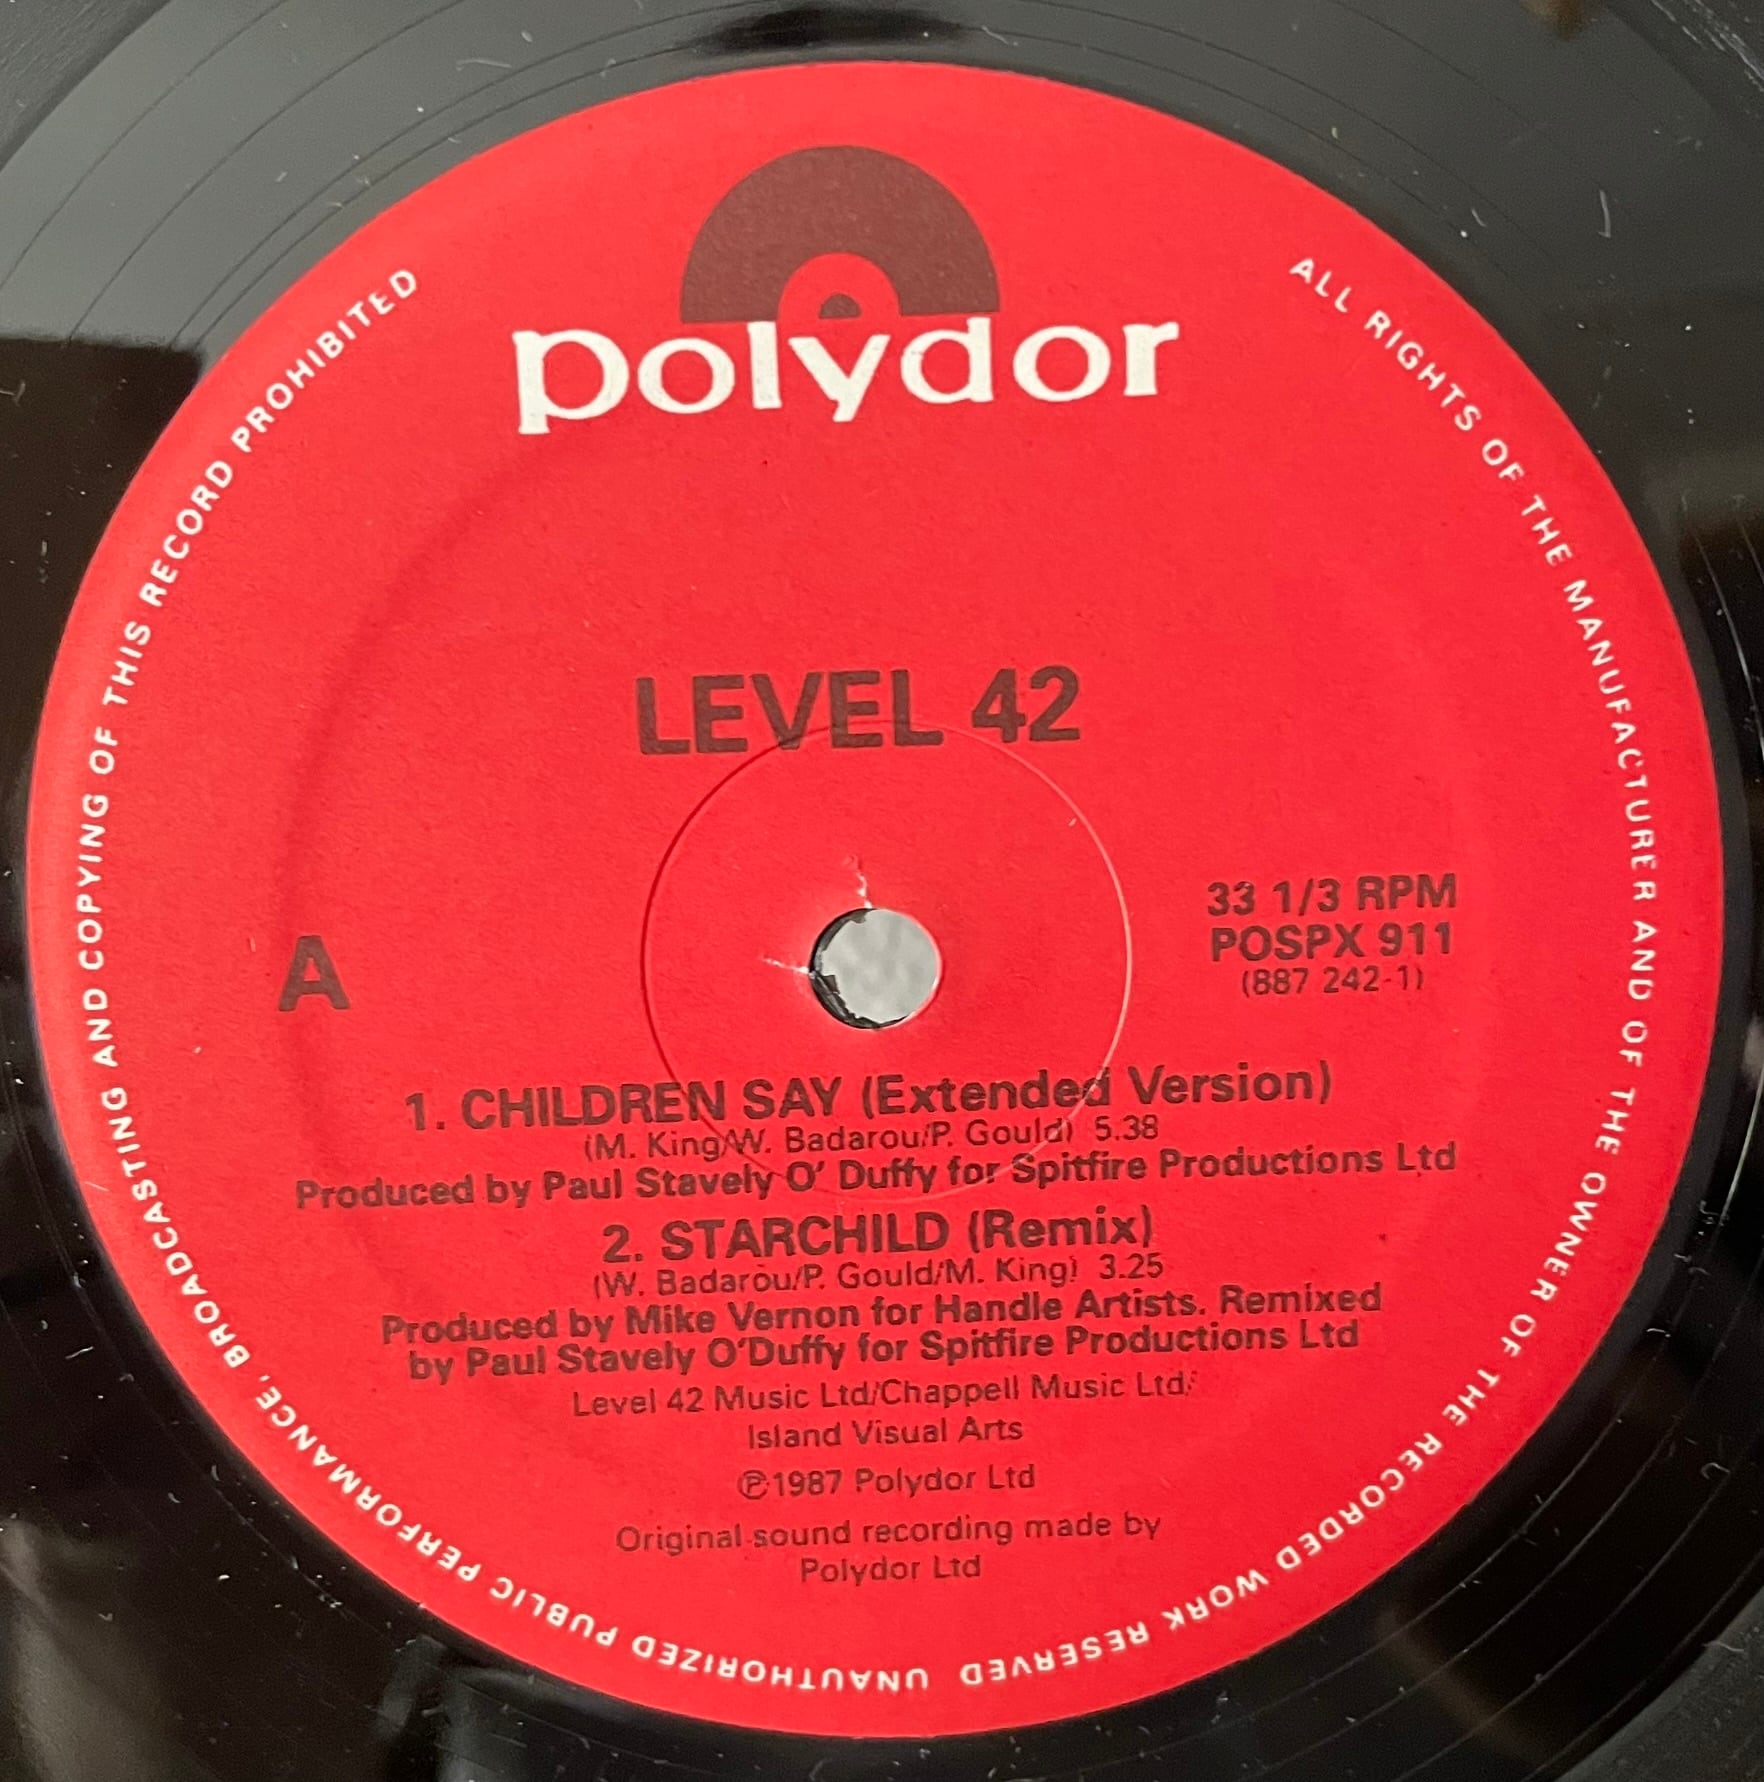 polydor
LEVEL 42
33 1/3 RPM
POSPX 911
(887 242-1)
A
1. CHILDREN SAY (Extended Version)
(M. King/W. Badarou/P. Gould) 5.38
Produced by Paul Stavely O' Duffy for Spitfire Productions Ltd
2. STARCHILD (Remix)
(W. Badarou/P. Gould/M. King) 3.25
Produced by Mike Vernon for Handle Artists. Remixed
by Paul Stavely O'Duffy for Spitfire Productions Ltd
Level 42 Music Ltd/Chappell Music Ltd/
Island Visual Arts
℗1987 Polydor Ltd
Original sound recording made by
Polydor Ltd
ALL RIGHTS OF THE MANUFACTURER AND OF THE OWNER OF THE RECORDED WORK RESERVED UNAUTHORIZED PUBLIC PERFORMANCE, BROADCASTING AND COPYING OF THIS RECORD PROHIBITED